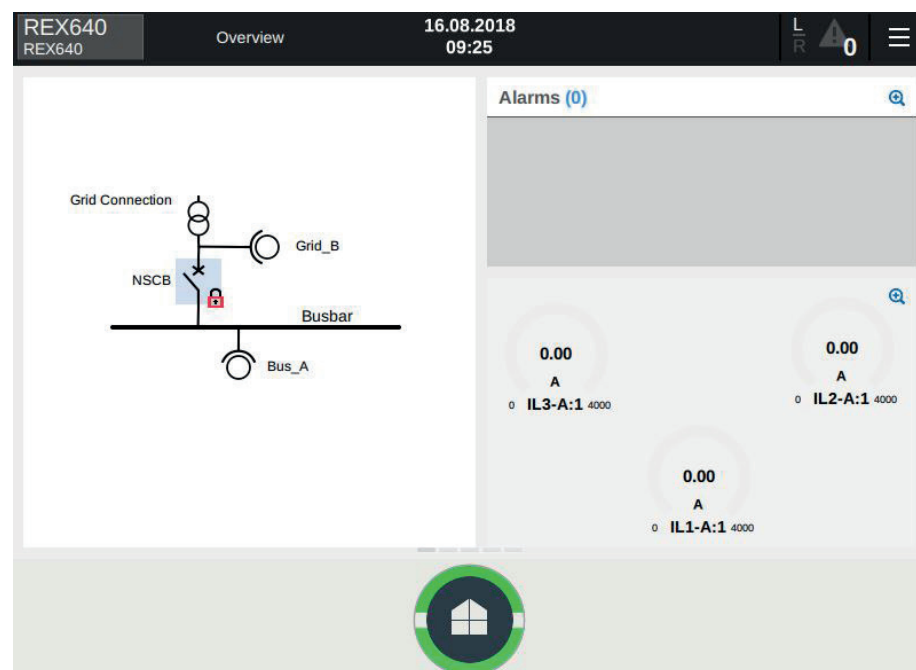 REX640
REX640
Overview
16.08.2018
09:25
L
R
0
Alarms (0)
Grid Connection
Grid_B
NSCB
Busbar
Bus_A
0.00
A
0 IL3-A:1 4000
0.00
A
0 IL2-A:1 4000
0.00
A
0 IL1-A:1 4000